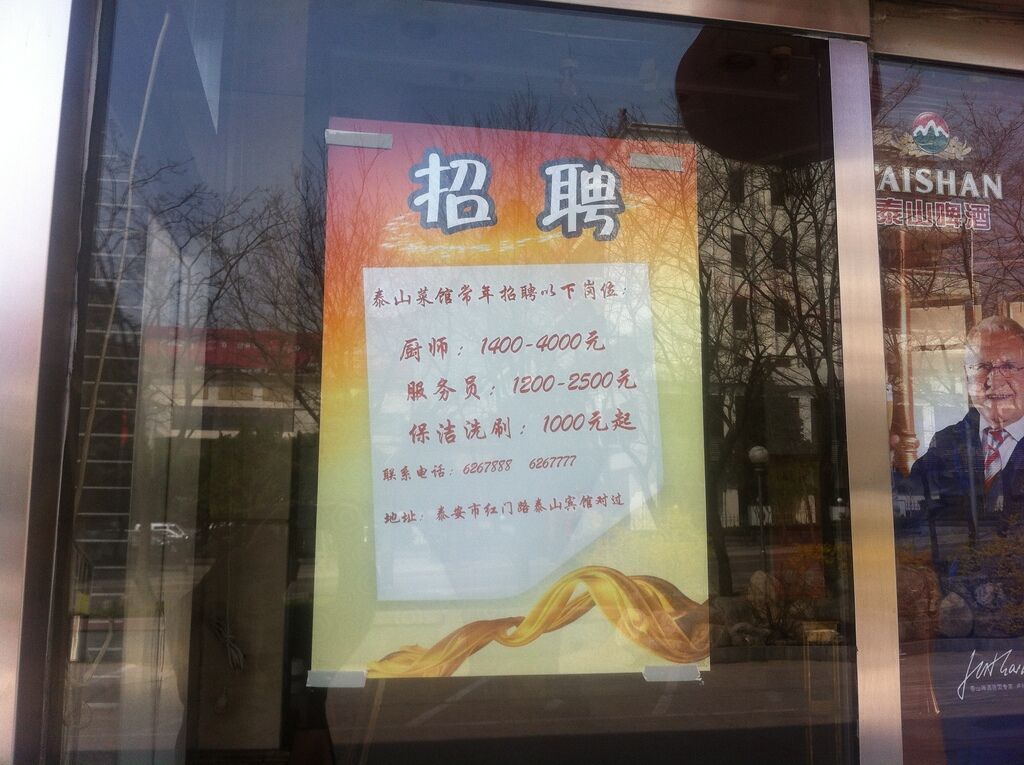 招聘
泰山菜馆常年招聘以下岗位：
厨师：1400-4000元
服务员：1200-2500元
保洁洗刷：1000元起
联系电话：6267888 6267777
地址：泰安市红门路泰山宾馆对过
TAISHAN
泰山啤酒